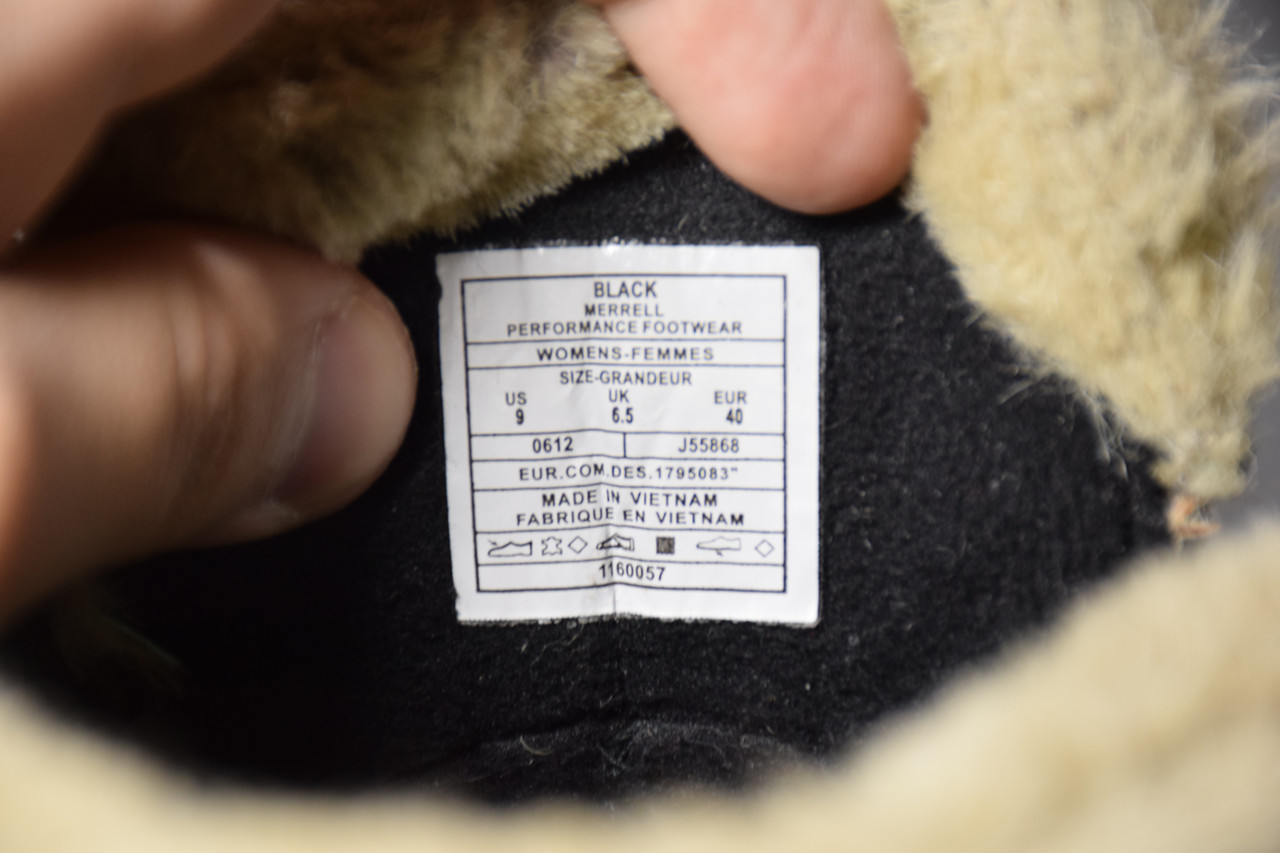 BLACK
MERRELL
PERFORMANCE FOOTWEAR
WOMENS-FEMMES
SIZE-GRANDEUR
US UK EUR
9 6.5 40
0612 J55868
EUR.COM.DES.1795083"
MADE IN VIETNAM
FABRIQUE EN VIETNAM
1160057